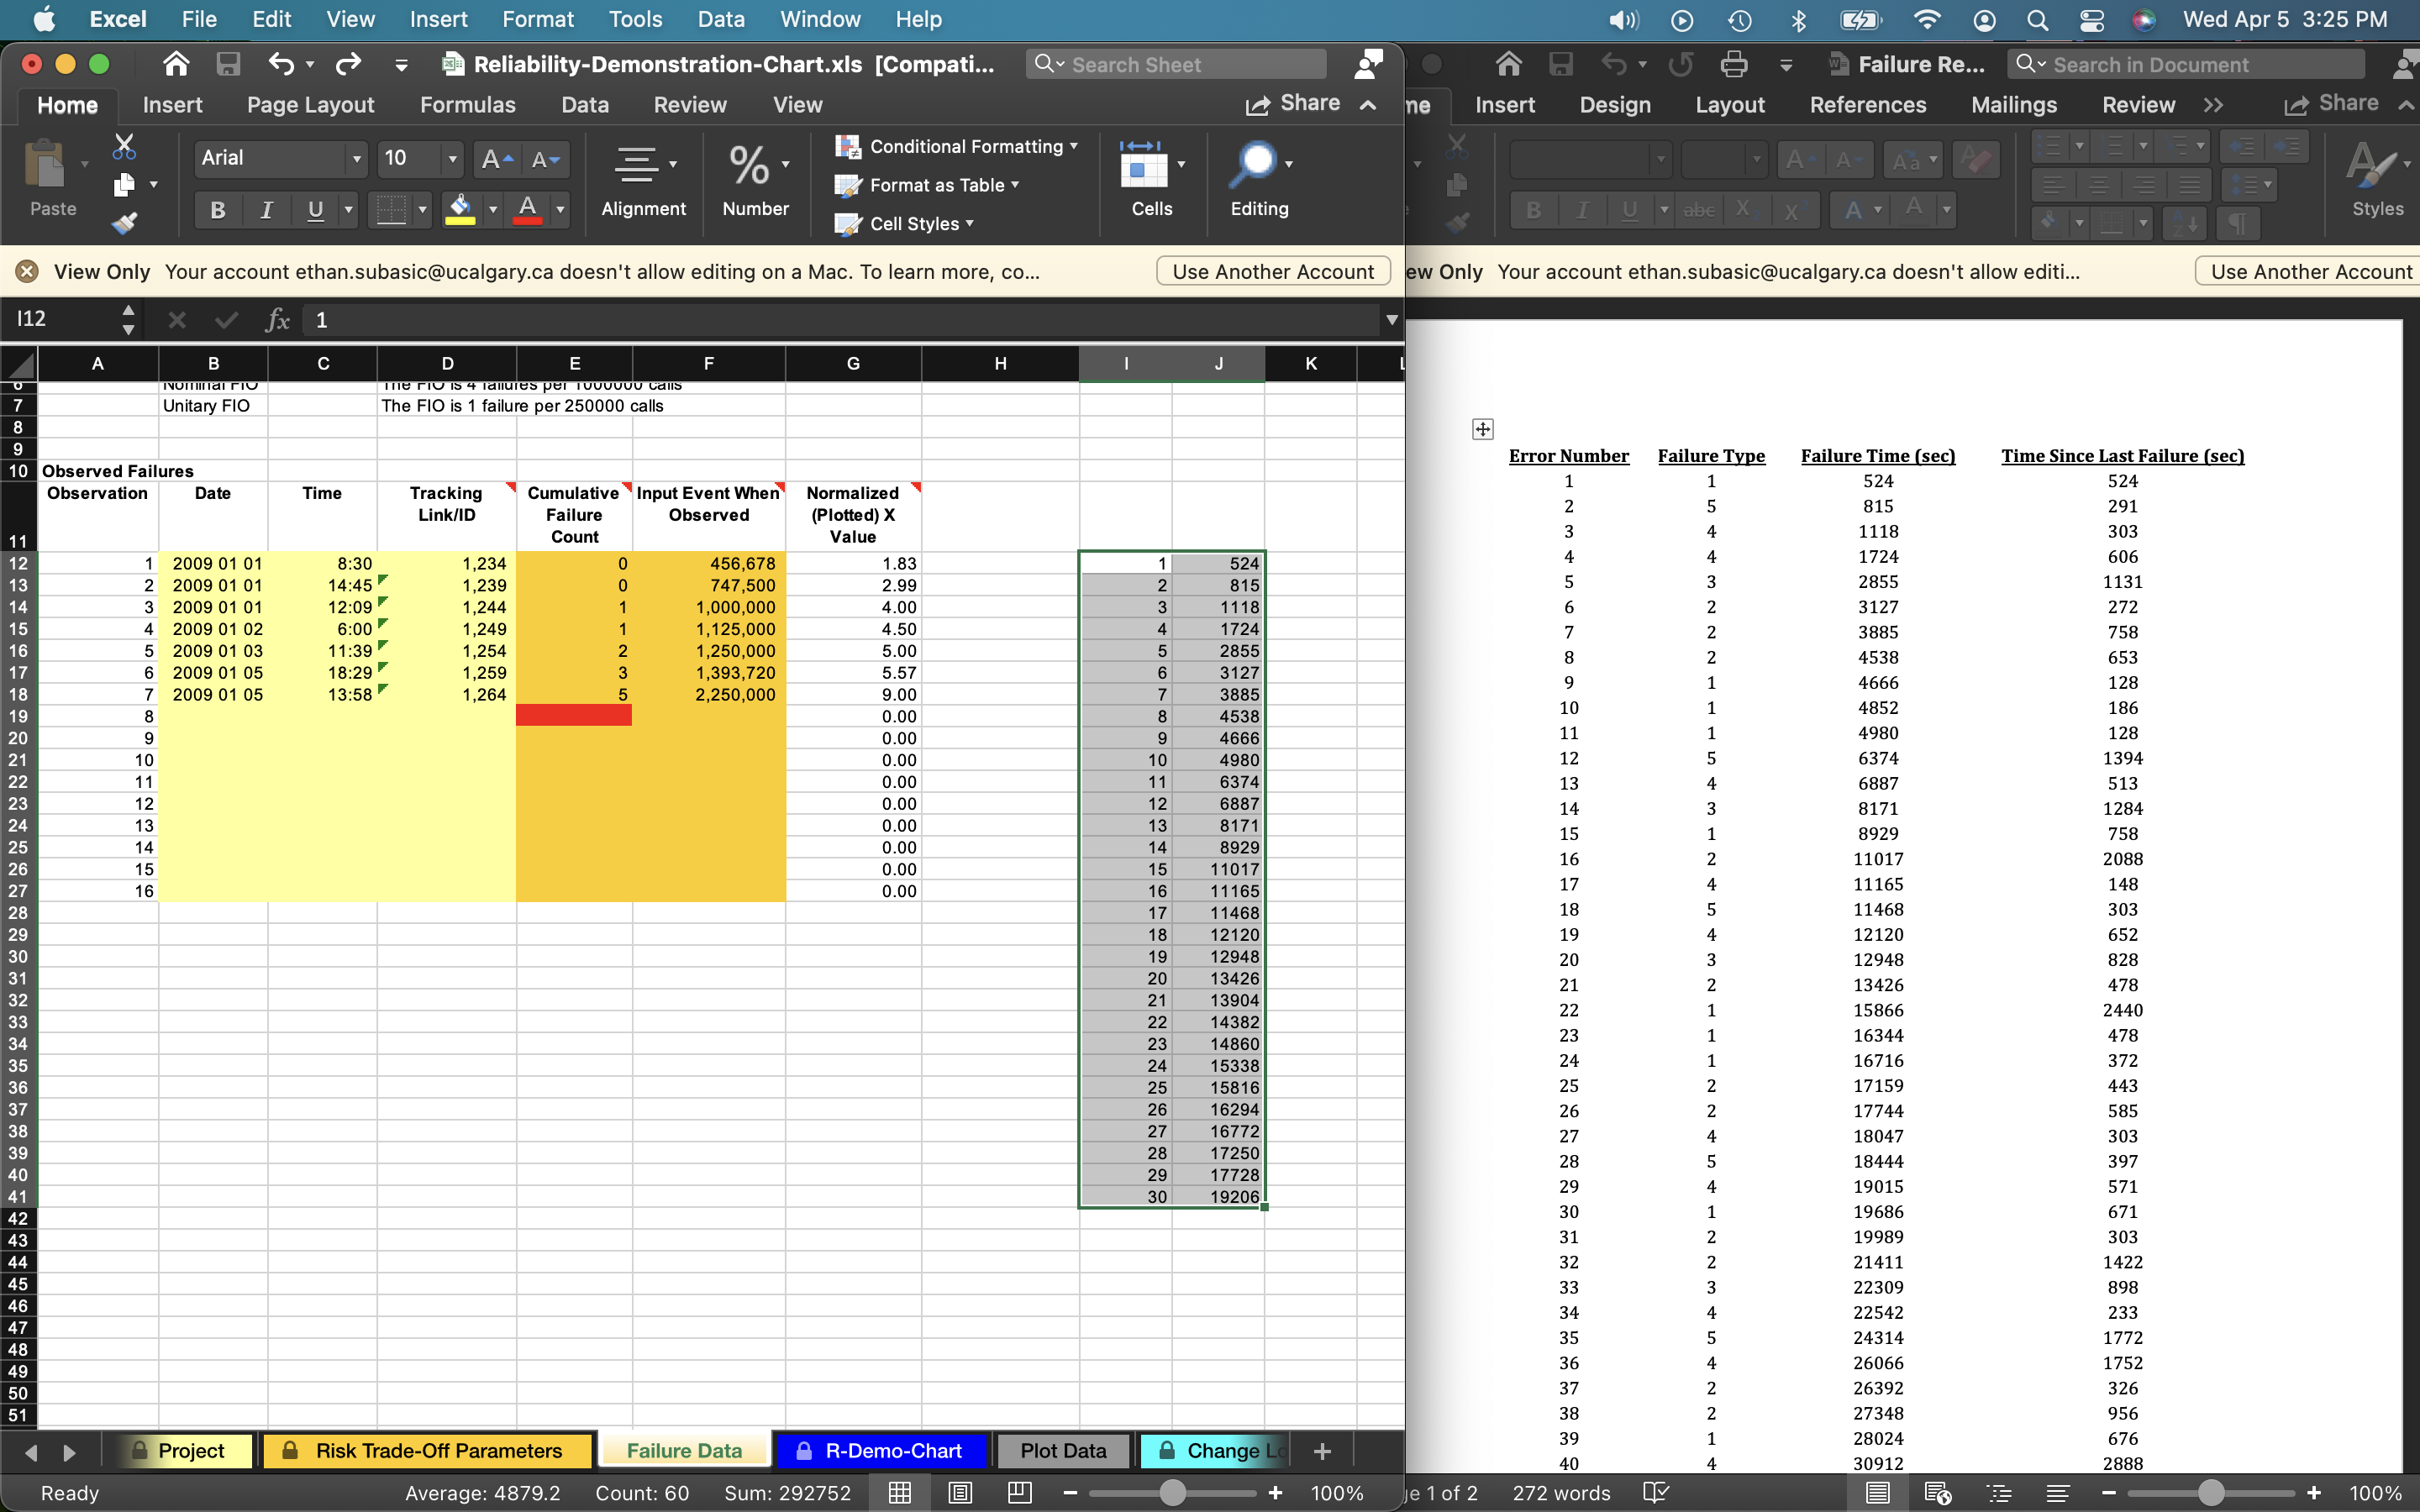 Excel File Edit View Insert Format Tools Data Window Help Wed Apr 5 3:25 PM
Reliability-Demonstration-Chart.xls [Compati... Search Sheet
Home Insert Page Layout Formulas Data Review View Share
Paste Arial 10 A A Alignment % Number Conditional Formatting Cells Editing
Format as Table
B I U A Cell Styles
View Only Your account ethan.subasic@ucalgary.ca doesn't allow editing on a Mac. To learn more, co... Use Another Account
I12 fx 1
A B C D E F G H I J K L
6 Nominal FIO The FIO is 4 failures per 1000000 calls
7 Unitary FIO The FIO is 1 failure per 250000 calls
8
9
10 Observed Failures
11 Observation Date Time Tracking Link/ID Cumulative Failure Count Input Event When Observed Normalized (Plotted) X Value
12 1 2009 01 01 8:30 1,234 0 456,678 1.83 1 524
13 2 2009 01 01 14:45 1,239 0 747,500 2.99 2 815
14 3 2009 01 01 12:09 1,244 1 1,000,000 4.00 3 1118
15 4 2009 01 02 6:00 1,249 1 1,125,000 4.50 4 1724
16 5 2009 01 03 11:39 1,254 2 1,250,000 5.00 5 2855
17 6 2009 01 05 18:29 1,259 3 1,393,720 5.57 6 3127
18 7 2009 01 05 13:58 1,264 5 2,250,000 9.00 7 3885
19 8 0.00 8 4538
20 9 0.00 9 4666
21 10 0.00 10 4980
22 11 0.00 11 6374
23 12 0.00 12 6887
24 13 0.00 13 8171
25 14 0.00 14 8929
26 15 0.00 15 11017
27 16 0.00 16 11165
28 17 11468
29 18 12120
30 19 12948
31 20 13426
32 21 13904
33 22 14382
34 23 14860
35 24 15338
36 25 15816
37 26 16294
38 27 16772
39 28 17250
40 29 17728
41 30 19206
42
43
44
45
46
47
48
49
50
51
Project Risk Trade-Off Parameters Failure Data R-Demo-Chart Plot Data Change Lo +
Ready Average: 4879.2 Count: 60 Sum: 292752 − + 100%
Failure Re... Search in Document
me Insert Design Layout References Mailings Review >> Share
A A Aa A Styles
B I U abc X X A A
ew Only Your account ethan.subasic@ucalgary.ca doesn't allow editi... Use Another Account
Error Number Failure Type Failure Time (sec) Time Since Last Failure (sec)
1 1 524 524
2 5 815 291
3 4 1118 303
4 4 1724 606
5 3 2855 1131
6 2 3127 272
7 2 3885 758
8 2 4538 653
9 1 4666 128
10 1 4852 186
11 1 4980 128
12 5 6374 1394
13 4 6887 513
14 3 8171 1284
15 1 8929 758
16 2 11017 2088
17 4 11165 148
18 5 11468 303
19 4 12120 652
20 3 12948 828
21 2 13426 478
22 1 15866 2440
23 1 16344 478
24 1 16716 372
25 2 17159 443
26 2 17744 585
27 4 18047 303
28 5 18444 397
29 4 19015 571
30 1 19686 671
31 2 19989 303
32 2 21411 1422
33 3 22309 898
34 4 22542 233
35 5 24314 1772
36 4 26066 1752
37 2 26392 326
38 2 27348 956
39 1 28024 676
40 4 30912 2888
ge 1 of 2 272 words − + 100%